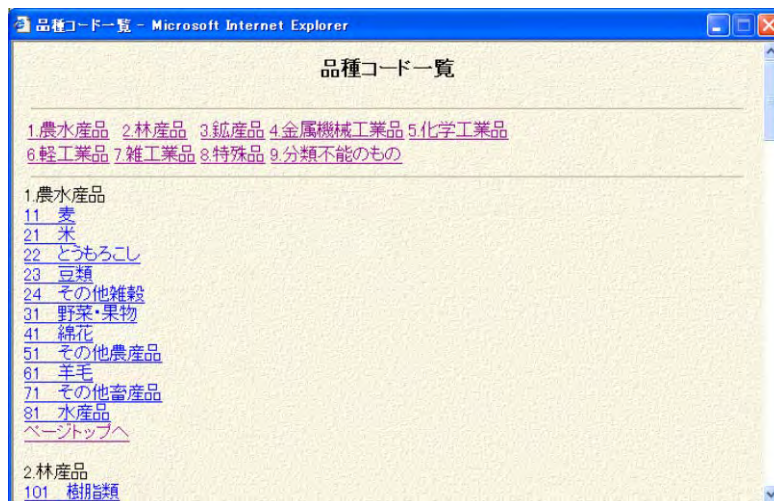 品種コード一覧 - Microsoft Internet Explorer
品種コード一覧
1.農水産品 2.林産品 3.鉱産品 4.金属機械工業品 5.化学工業品
6.軽工業品 7.雑工業品 8.特殊品 9.分類不能のもの
1.農水産品
11 麦
21 米
22 とうもろこし
23 豆類
24 その他雑穀
31 野菜・果物
41 綿花
51 その他農産品
61 羊毛
71 その他畜産品
81 水産品
ページトップへ
2.林産品
101 樹脂類